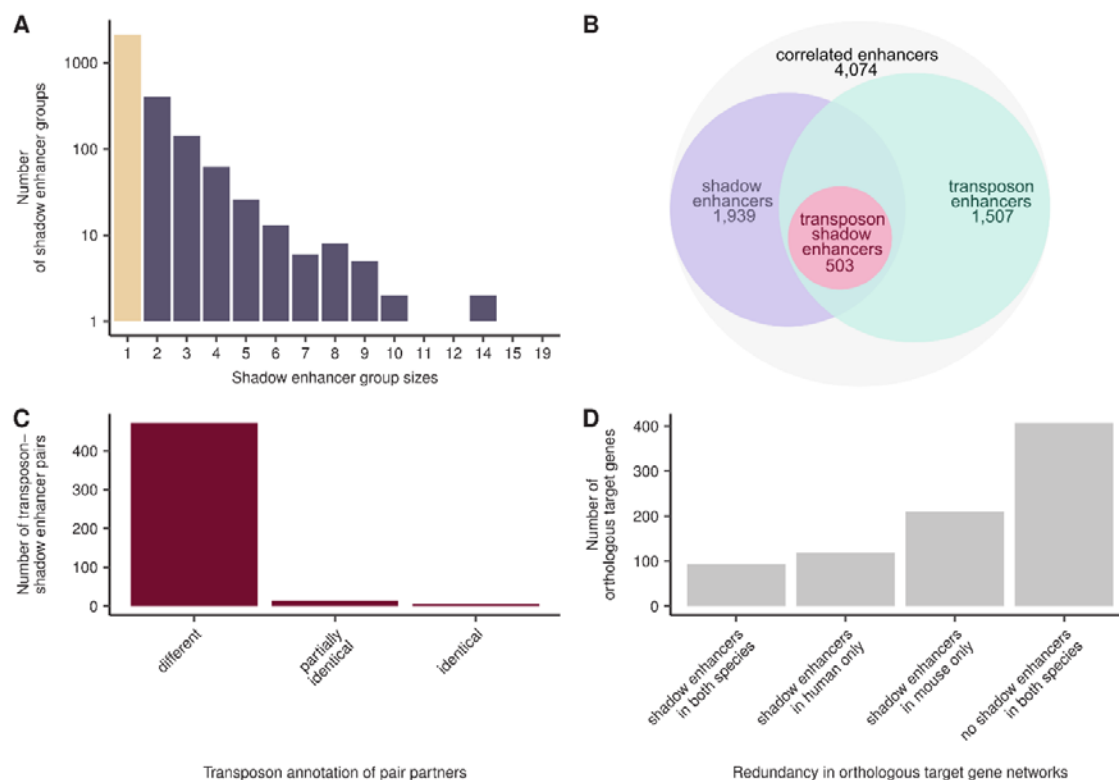 A
Number
of shadow enhancer groups
1000
100
10
1
1 2 3 4 5 6 7 8 9 10 11 12 14 15 19
Shadow enhancer group sizes
B
correlated enhancers
4,074
shadow
enhancers
1,939
transposon
shadow
enhancers
503
transposon
enhancers
1,507
C
Number of transposon–
shadow enhancer pairs
400
300
200
100
0
different
partially
identical
identical
Transposon annotation of pair partners
D
Number of
orthologous target genes
400
300
200
100
0
shadow enhancers
in both species
shadow enhancers
in human only
shadow enhancers
in mouse only
no shadow enhancers
in both species
Redundancy in orthologous target gene networks